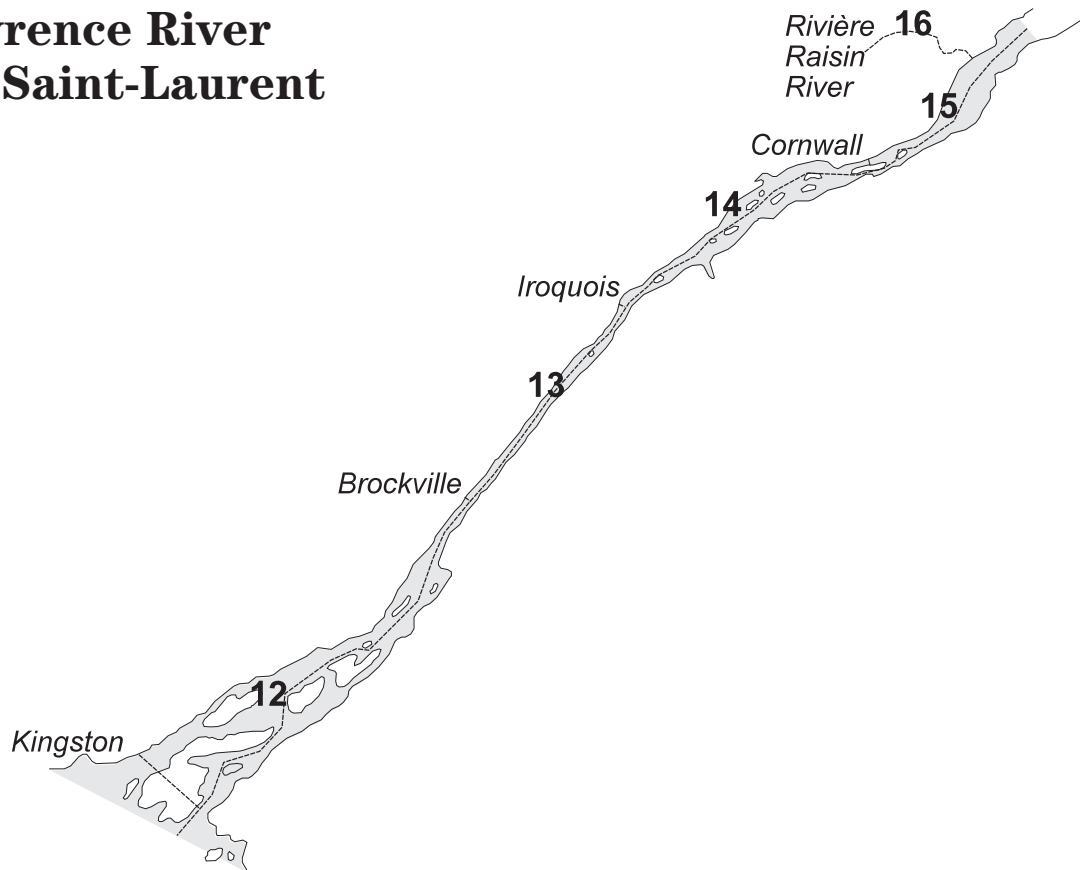 rence River
Saint-Laurent
Rivière 16
Raisin
River
15
Cornwall
14
Iroquois
13
Brockville
12
Kingston